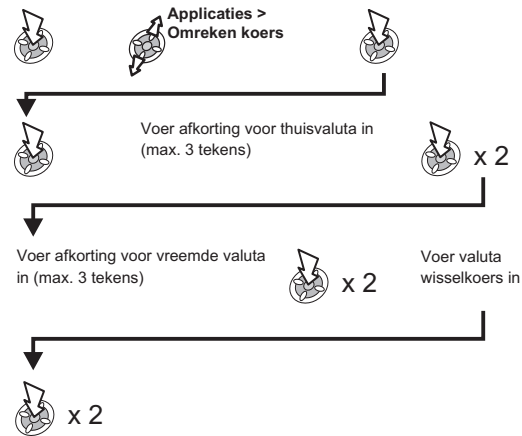 Applicaties >
Omreken koers
Voer afkorting voor thuisvaluta in
(max. 3 tekens)
x 2
Voer afkorting voor vreemde valuta
in (max. 3 tekens)
x 2
Voer valuta
wisselkoers in
x 2